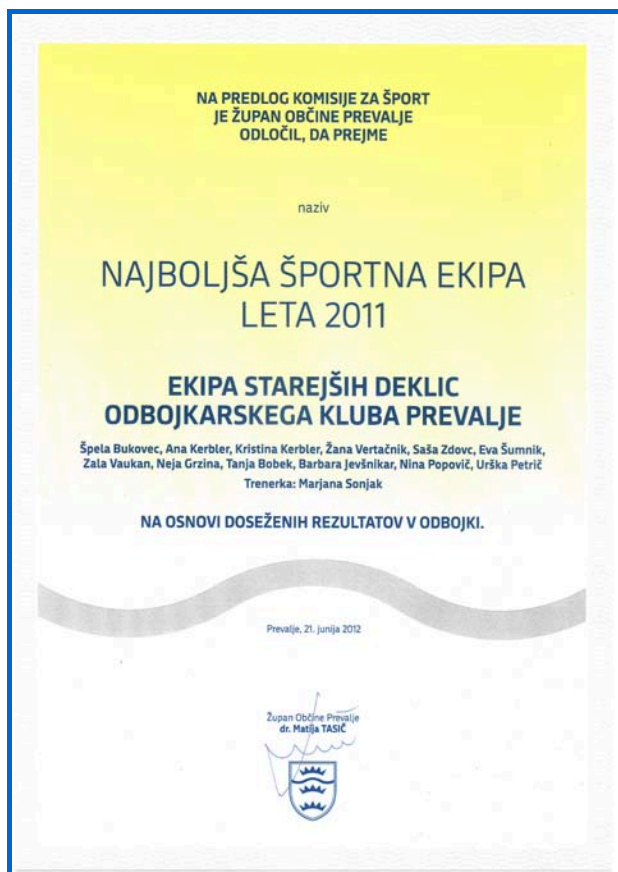 NA PREDLOG KOMISIJE ZA ŠPORT
JE ŽUPAN OBČINE PREVALJE
ODLOČIL, DA PREJME
naziv
NAJBOLJŠA ŠPORTNA EKIPA
LETA 2011
EKIPA STAREJŠIH DEKLIC
ODBOJKARSKEGA KLUBA PREVALJE
Špela Bukovec, Ana Kerbler, Kristina Kerbler, Žana Vertačnik, Saša Zdovc, Eva Šumnik,
Zala Vaukan, Neja Grzina, Tanja Bobek, Barbara Jevšnikar, Nina Popovič, Urška Petrič
Trenerka: Marjana Sonjak
NA OSNOVI DOSEŽENIH REZULTATOV V ODBOJKI.
Prevalje, 21. junija 2012
Župan Občine Prevalje
dr. Matija TASIČ